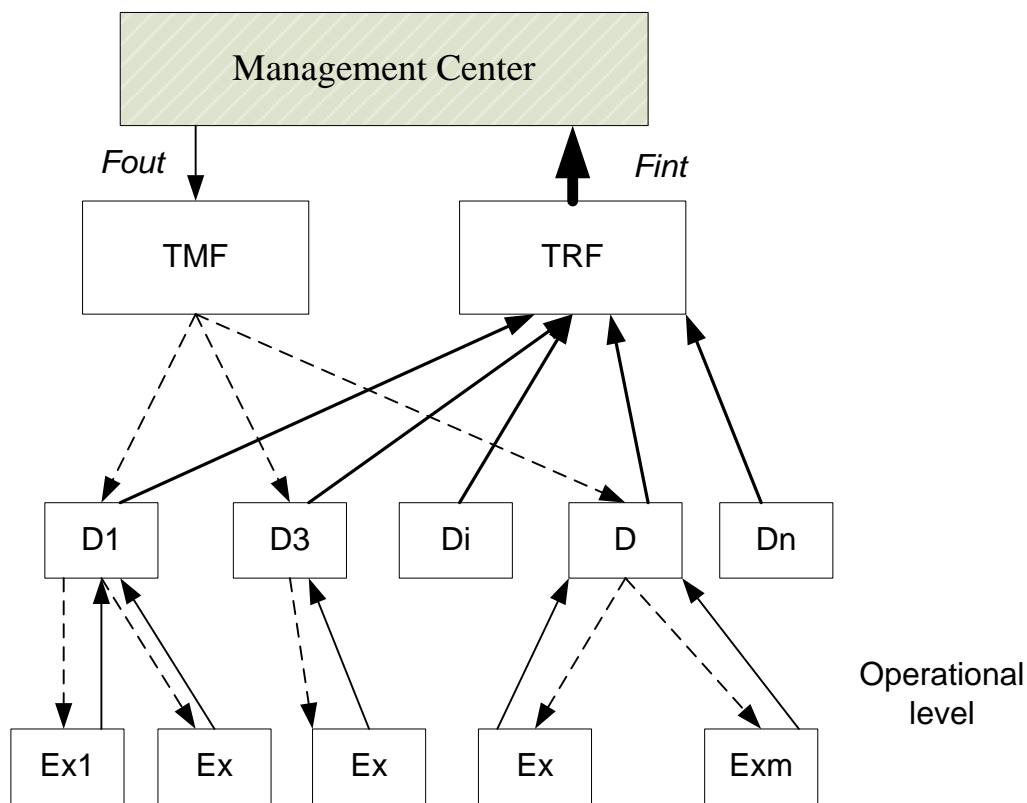 Management Center
Fout
Fint
TMF
TRF
D1
D3
Di
D
Dn
Operational
level
Ex1
Ex
Ex
Ex
Exm